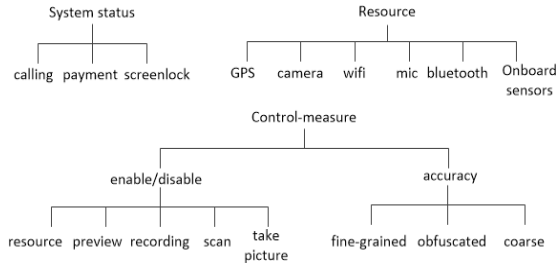 System status
calling payment screenlock
Resource
GPS camera wifi mic bluetooth Onboard
sensors
Control-measure
enable/disable
accuracy
resource preview recording scan take
picture
fine-grained obfuscated coarse